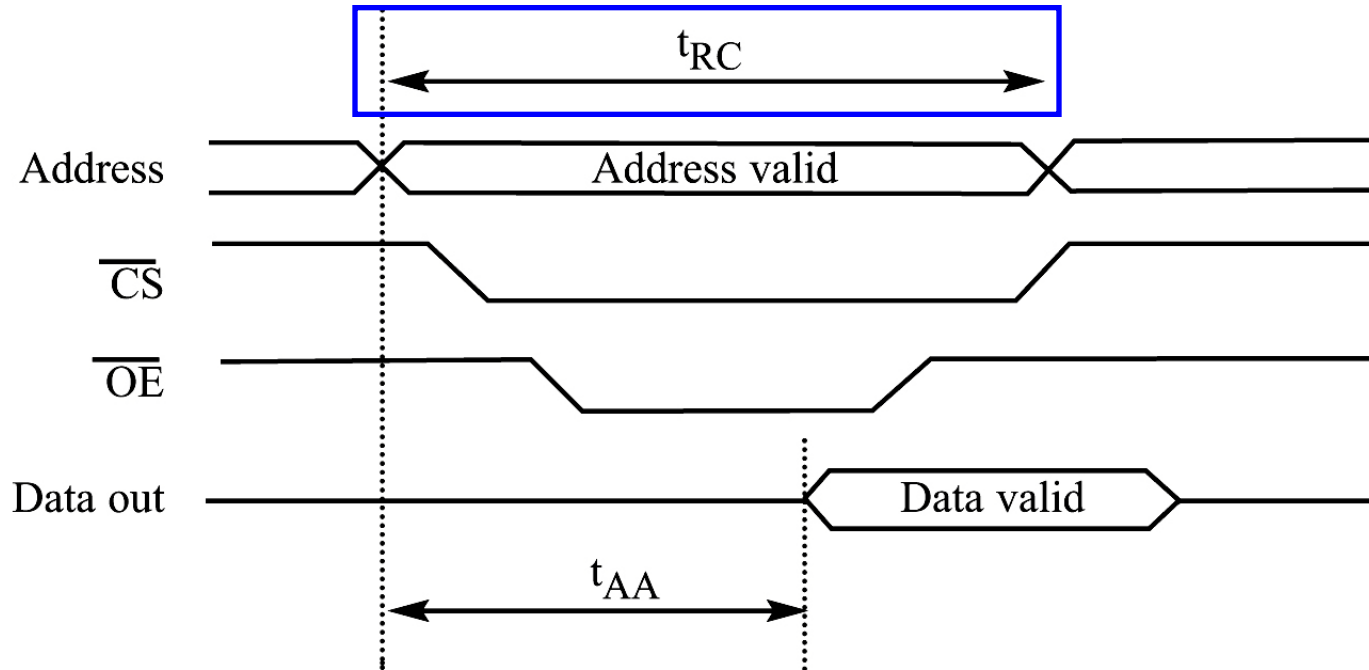 tRC
Address
Address valid
CS
OE
Data out
Data valid
tAA